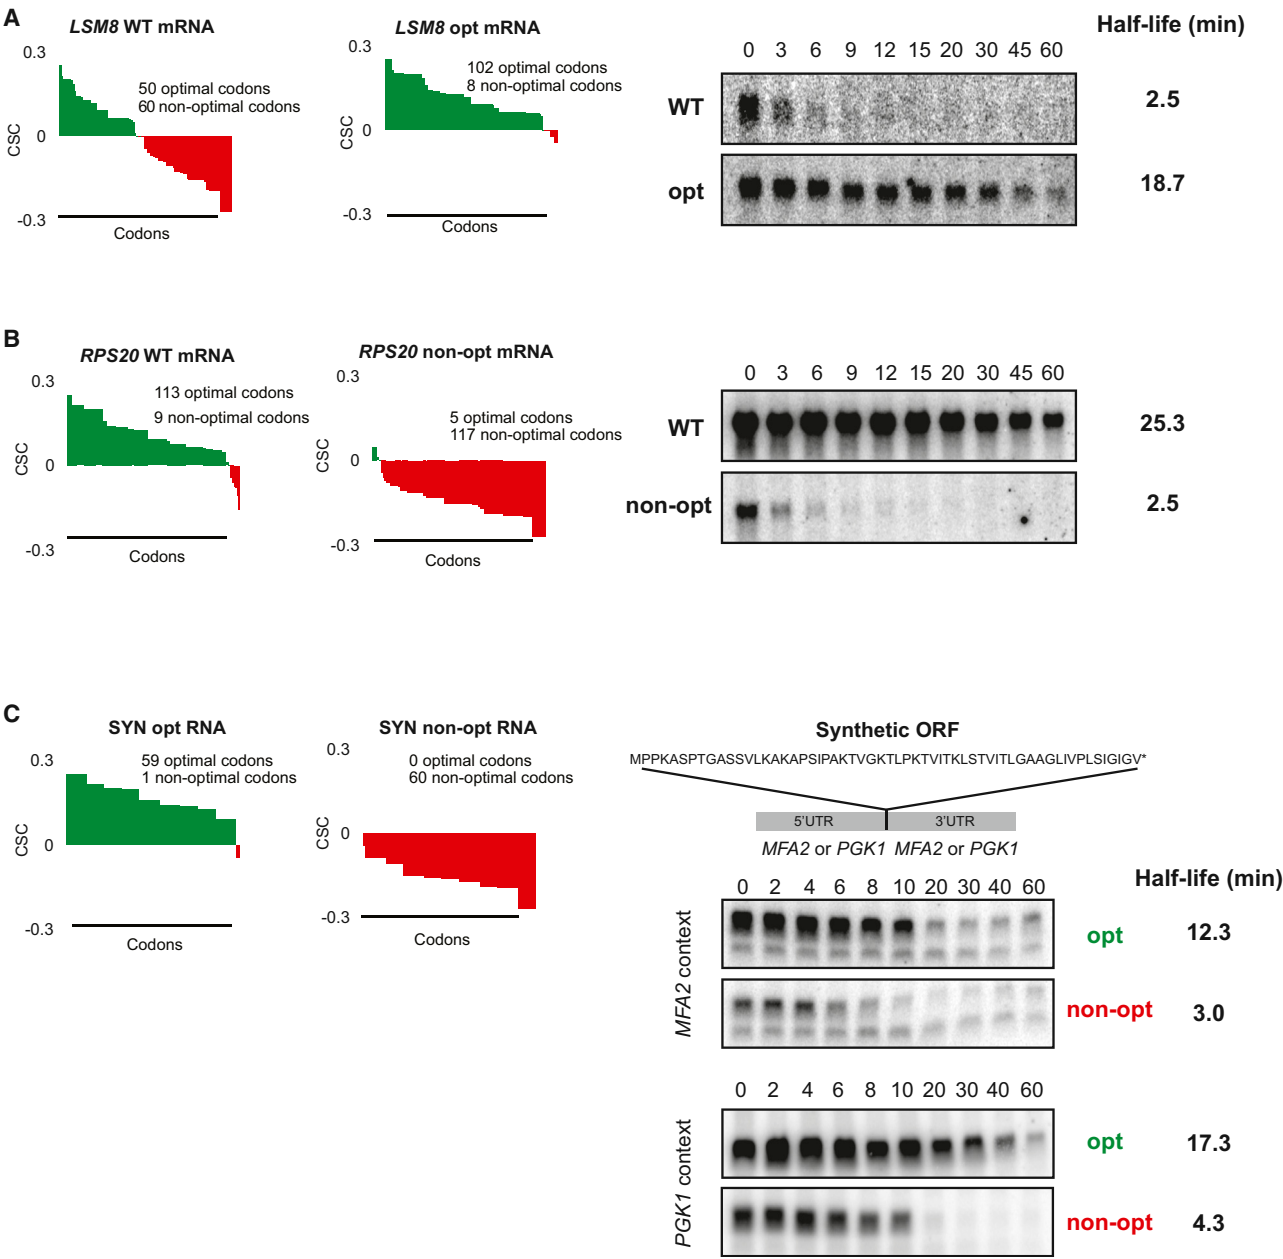 A
LSM8 WT mRNA
0.3
0
-0.3
CSC
50 optimal codons
60 non-optimal codons
Codons
LSM8 opt mRNA
0.3
0
-0.3
CSC
102 optimal codons
8 non-optimal codons
Codons
Half-life (min)
0 3 6 9 12 15 20 30 45 60
WT
2.5
opt
18.7
B
RPS20 WT mRNA
0.3
0
-0.3
CSC
113 optimal codons
9 non-optimal codons
Codons
RPS20 non-opt mRNA
0.3
0
-0.3
CSC
5 optimal codons
117 non-optimal codons
Codons
0 3 6 9 12 15 20 30 45 60
WT
25.3
non-opt
2.5
C
SYN opt RNA
0.3
0
-0.3
CSC
59 optimal codons
1 non-optimal codons
Codons
SYN non-opt RNA
0.3
0
-0.3
CSC
0 optimal codons
60 non-optimal codons
Codons
Synthetic ORF
MPPKASPTGASSVLKAKAPSIPAKTVGKTLPKTVITKLSTVITLGAAGLIVPLSIGIGV*
5'UTR 3'UTR
MFA2 or PGK1 MFA2 or PGK1
Half-life (min)
0 2 4 6 8 10 20 30 40 60
MFA2 context
opt
12.3
non-opt
3.0
0 2 4 6 8 10 20 30 40 60
PGK1 context
opt
17.3
non-opt
4.3